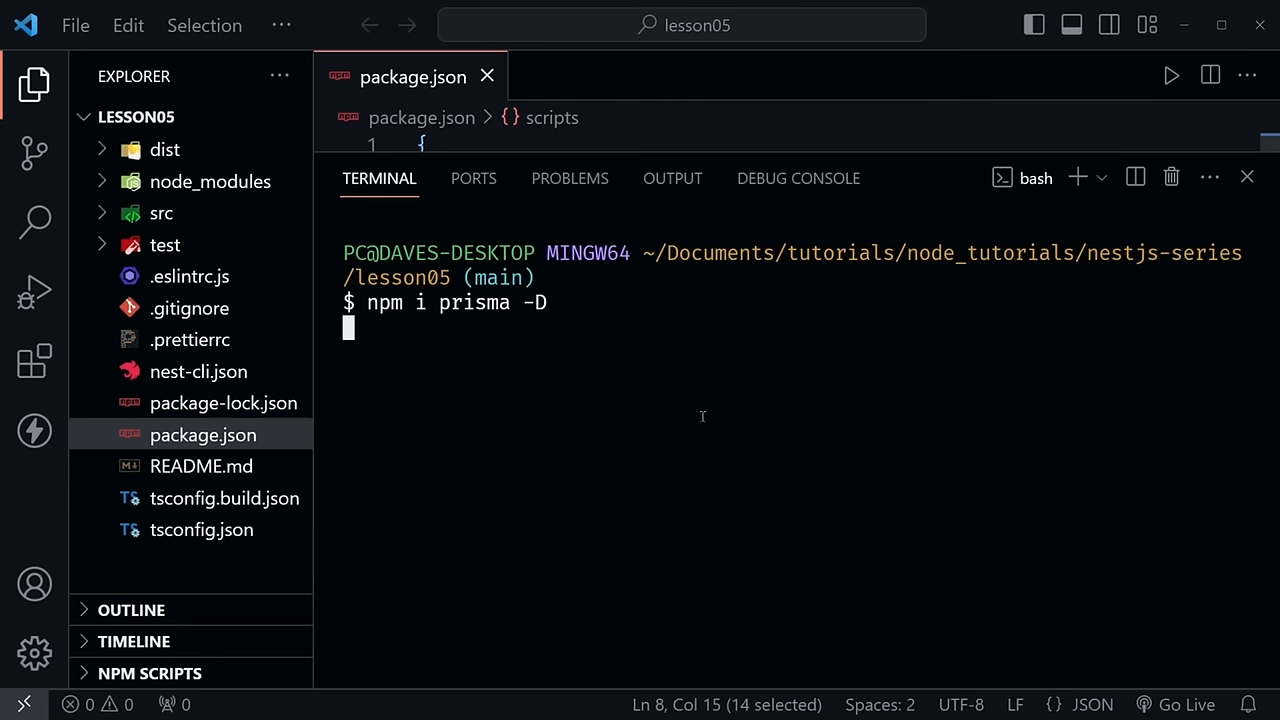 File Edit Selection ··· lesson05
EXPLORER ···
LESSON05
dist
node_modules
src
test
.eslintrc.js
.gitignore
.prettierrc
nest-cli.json
package-lock.json
package.json
README.md
tsconfig.build.json
tsconfig.json
OUTLINE
TIMELINE
NPM SCRIPTS
package.json
package.json > {} scripts
1 {
TERMINAL PORTS PROBLEMS OUTPUT DEBUG CONSOLE bash
PC@DAVES-DESKTOP MINGW64 ~/Documents/tutorials/node_tutorials/nestjs-series
/lesson05 (main)
$ npm i prisma -D
0 0 0 Ln 8, Col 15 (14 selected) Spaces: 2 UTF-8 LF {} JSON Go Live